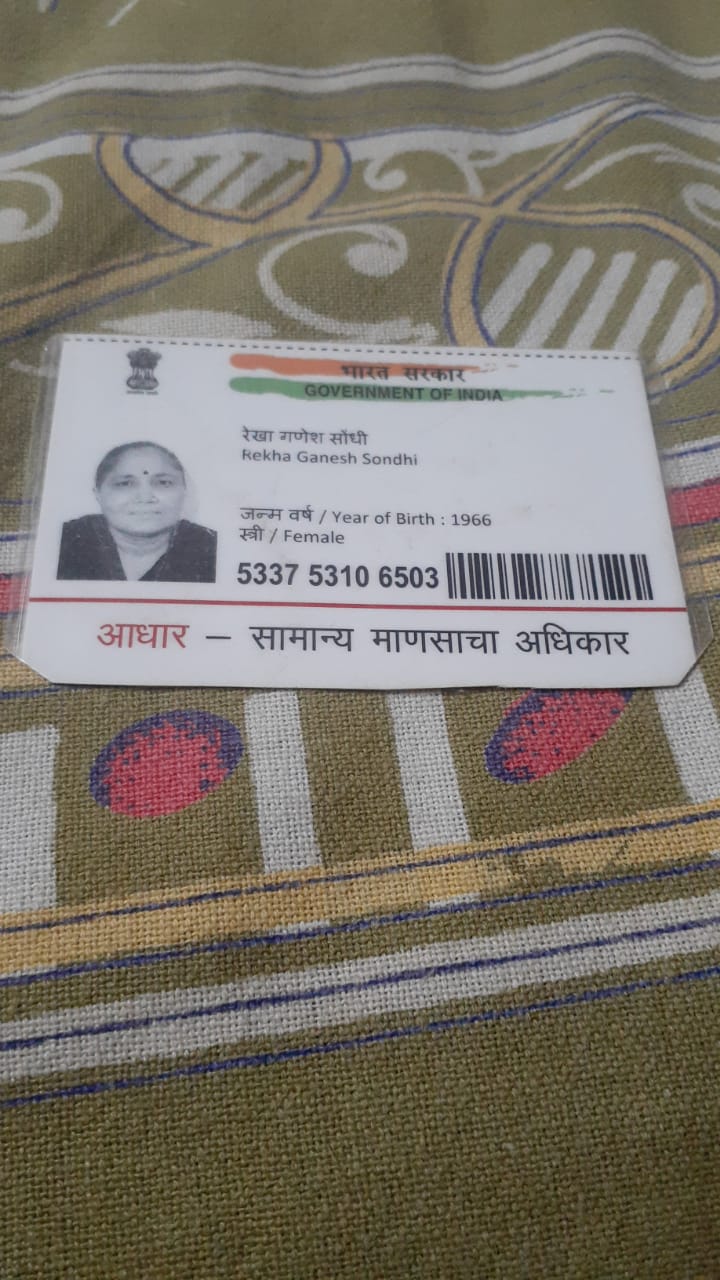 भारत सरकार
GOVERNMENT OF INDIA
रेखा गणेश सोंधी
Rekha Ganesh Sondhi
जन्म वर्ष / Year of Birth : 1966
स्त्री / Female
5337 5310 6503
आधार — सामान्य माणसाचा अधिकार